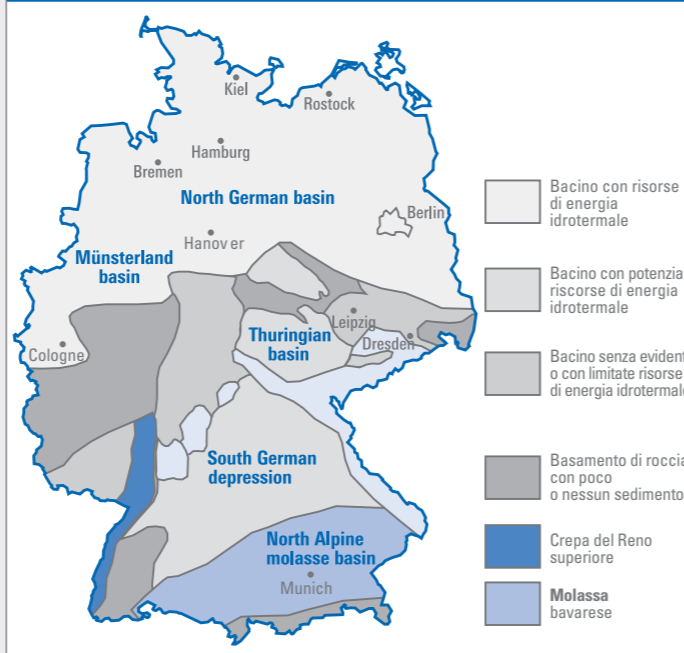 Kiel
Rostock
Hamburg
Bremen
North German basin
Berlin
Hanover
Münsterland
basin
Leipzig
Thuringian
basin
Dresden
Cologne
South German
depression
North Alpine
molasse basin
Munich
Bacino con risorse
di energia
idrotermale
Bacino con potenzia
riscorse di energia
idrotermale
Bacino senza evident
o con limitate risorse
di energia idrotermale
Basamento di roccia
con poco
o nessun sedimento
Crepa del Reno
superiore
Molassa
bavarese